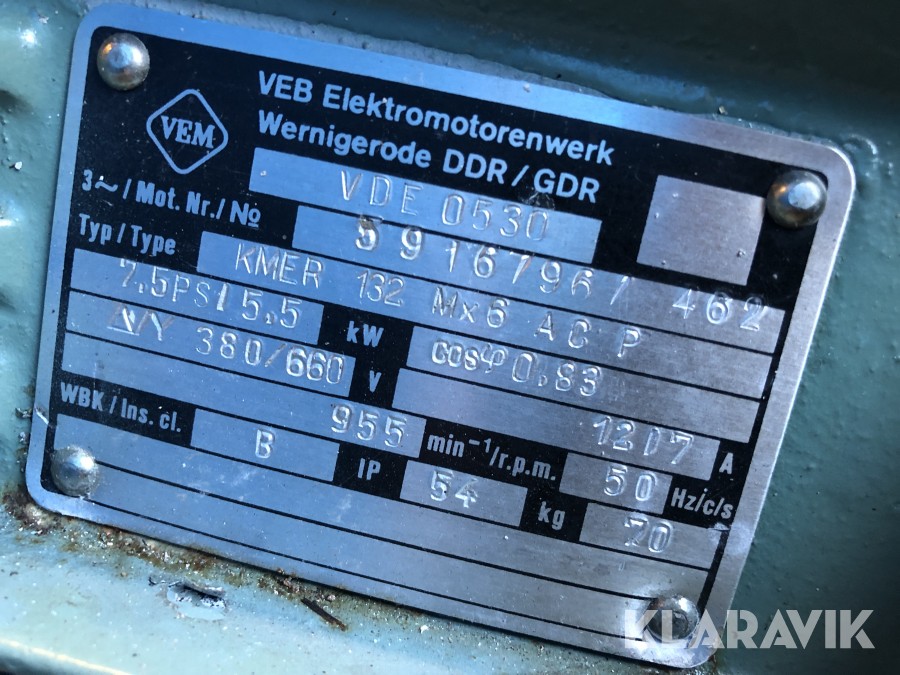 VEM
VEB Elektromotorenwerk
Wernigerode DDR / GDR
VDE 0530
3~ / Mot. Nr. / № 5916796 / 462
Typ / Type KMER 132 Mx6 AC P
7,5PS/5.5 kW cosφ 0.83
Δ/Y 380/660 V 12/7 A
955 min⁻¹/r.p.m. 50 Hz/c/s
WBK / Ins. cl. B IP 54 kg 70
KLARAVIK